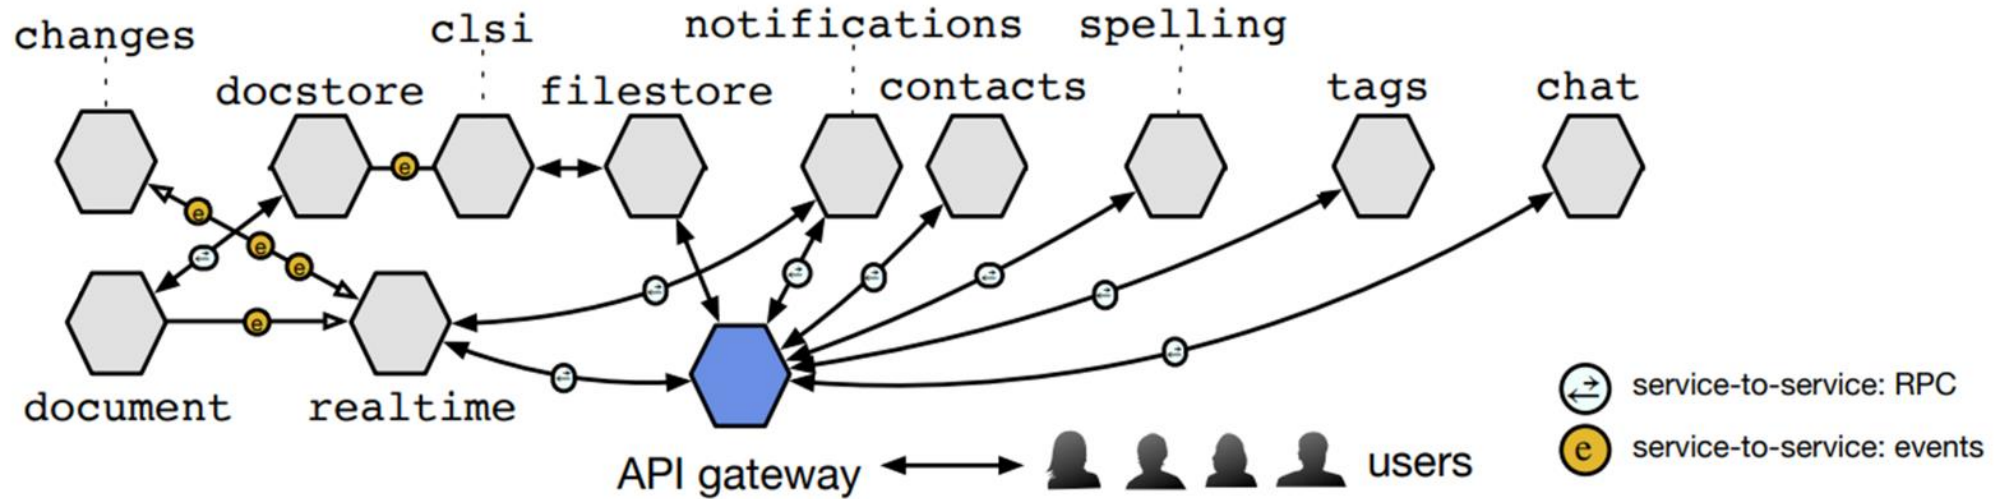 changes
clsi
notifications
spelling
docstore
filestore
contacts
tags
chat
e
e
e
e
e
document
realtime
API gateway
users
service-to-service: RPC
e service-to-service: events